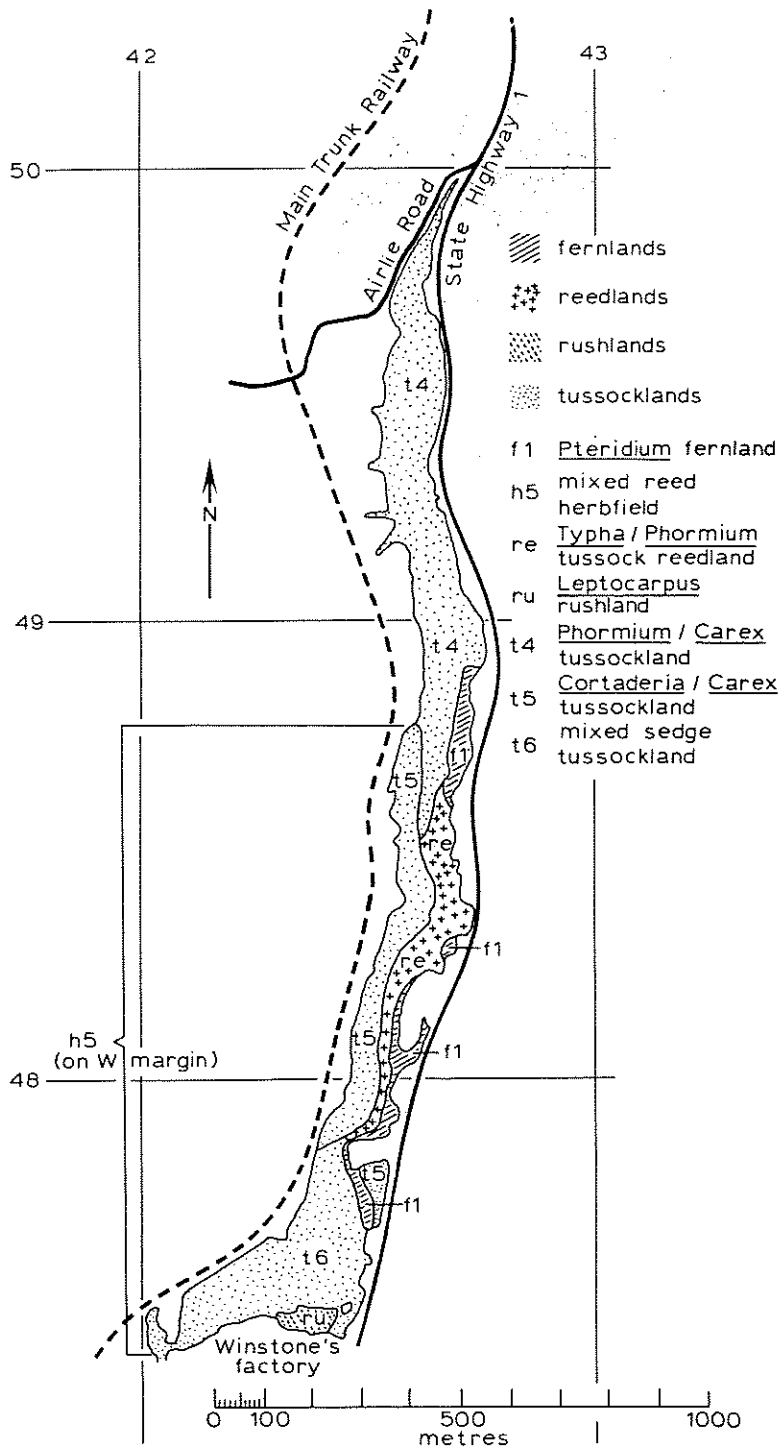 42
43
Main Trunk Railway
State Highway 1
50
Airlie Road
fernlands
reedlands
rushlands
tussocklands
t4
f1 Pteridium fernland
h5 mixed reed
herbfield
N
re Typha / Phormium
tussock reedland
ru Leptocarpus
rushland
49
t4
t4 Phormium / Carex
tussockland
t5 Cortaderia / Carex
tussockland
t6 mixed sedge
tussockland
f1
t5
re
f1
re
t5
h5
(on W margin)
f1
48
t5
f1
t6
ru
Winstone's
factory
0 100 500 1000
metres